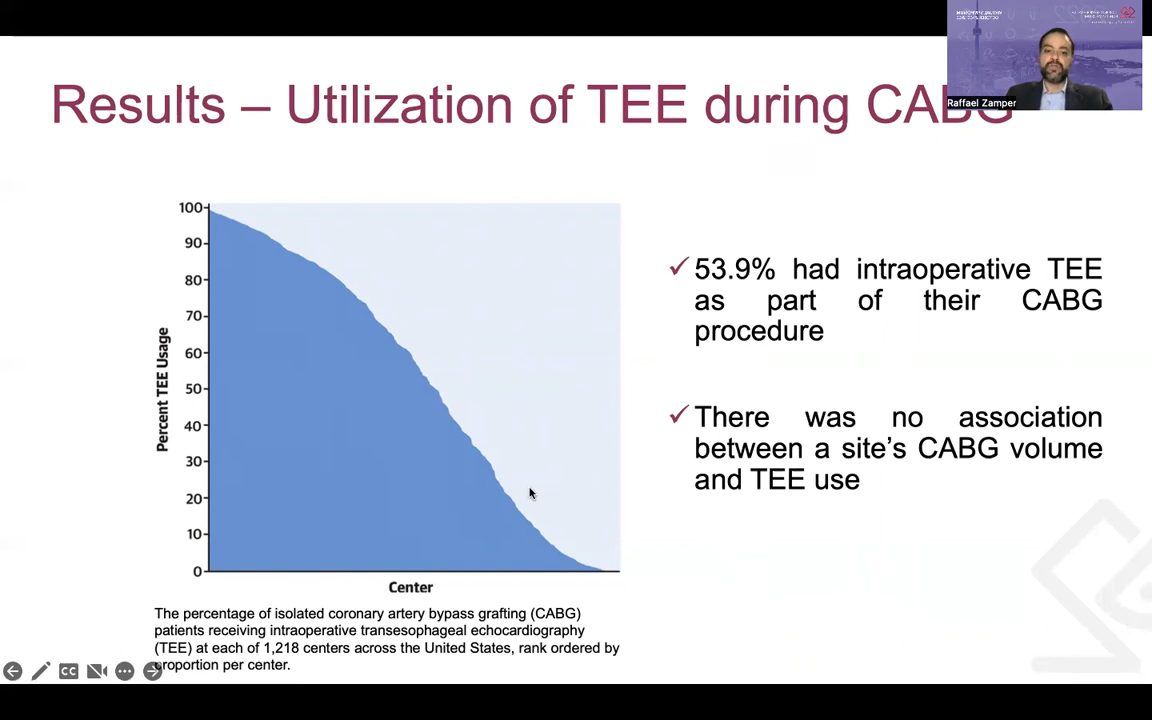 Raffael Zamper
Results – Utilization of TEE during CABG
100
90
80
70
60
50
40
30
20
10
0
Percent TEE Usage
Center
The percentage of isolated coronary artery bypass grafting (CABG)
patients receiving intraoperative transesophageal echocardiography
(TEE) at each of 1,218 centers across the United States, rank ordered by
proportion per center.
✓53.9% had intraoperative TEE
as part of their CABG
procedure
✓There was no association
between a site’s CABG volume
and TEE use
CC